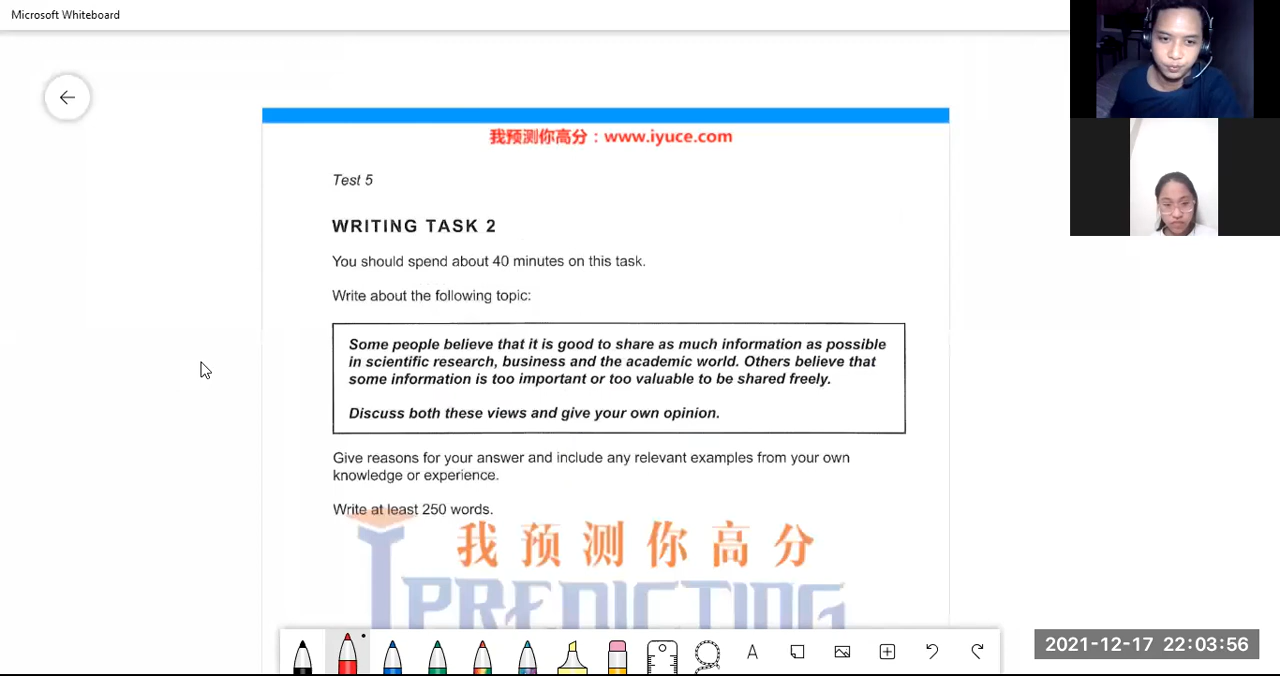 Microsoft Whiteboard
我预测你高分：www.iyuce.com
Test 5
WRITING TASK 2
You should spend about 40 minutes on this task.
Write about the following topic:
Some people believe that it is good to share as much information as possible
in scientific research, business and the academic world. Others believe that
some information is too important or too valuable to be shared freely.
Discuss both these views and give your own opinion.
Give reasons for your answer and include any relevant examples from your own
knowledge or experience.
Write at least 250 words.
我预测你高分
IPREDICTING
A
2021-12-17 22:03:56